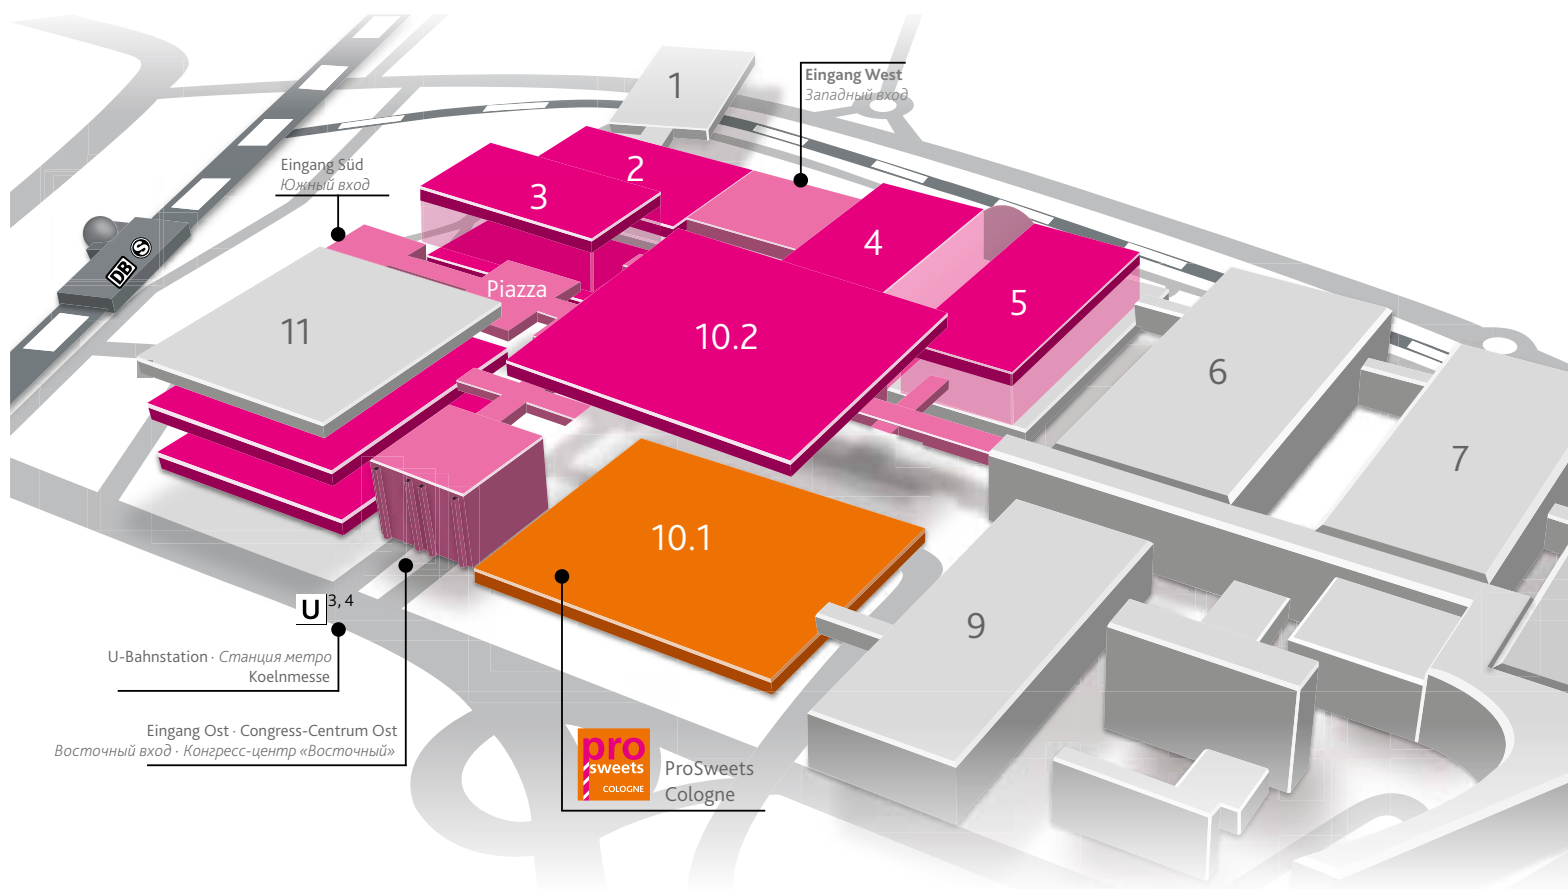 1
Eingang West
Западный вход
2
3
Eingang Süd
Южный вход
4
DB S
Piazza
5
11
10.2
6
7
10.1
U 3, 4
9
U-Bahnstation · Станция метро
Koelnmesse
Eingang Ost · Congress-Centrum Ost
Восточный вход · Конгресс-центр «Восточный»
pro
sweets
COLOGNE
ProSweets
Cologne